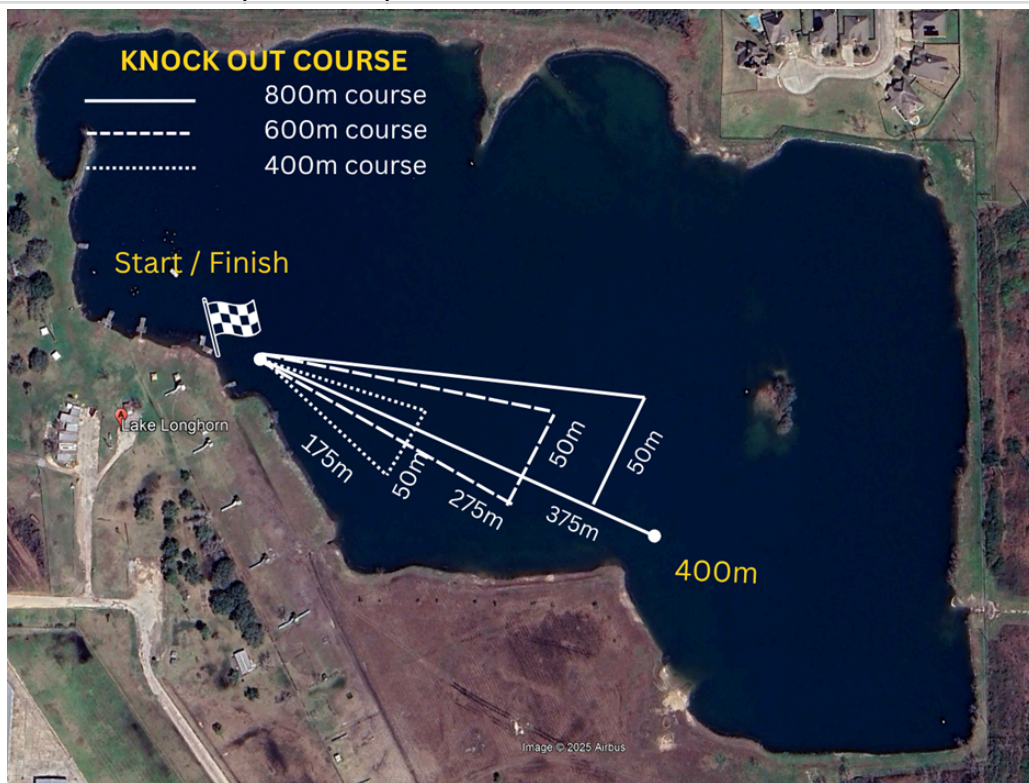 KNOCK OUT COURSE
800m course
600m course
400m course
Start / Finish
Lake Longhorn
175m
50m
275m
50m
375m
50m
400m
Image © 2025 Airbus